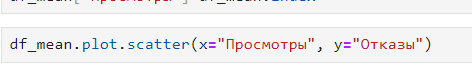 df_mean.plot.scatter(x="Просмотры", y="Отказы")